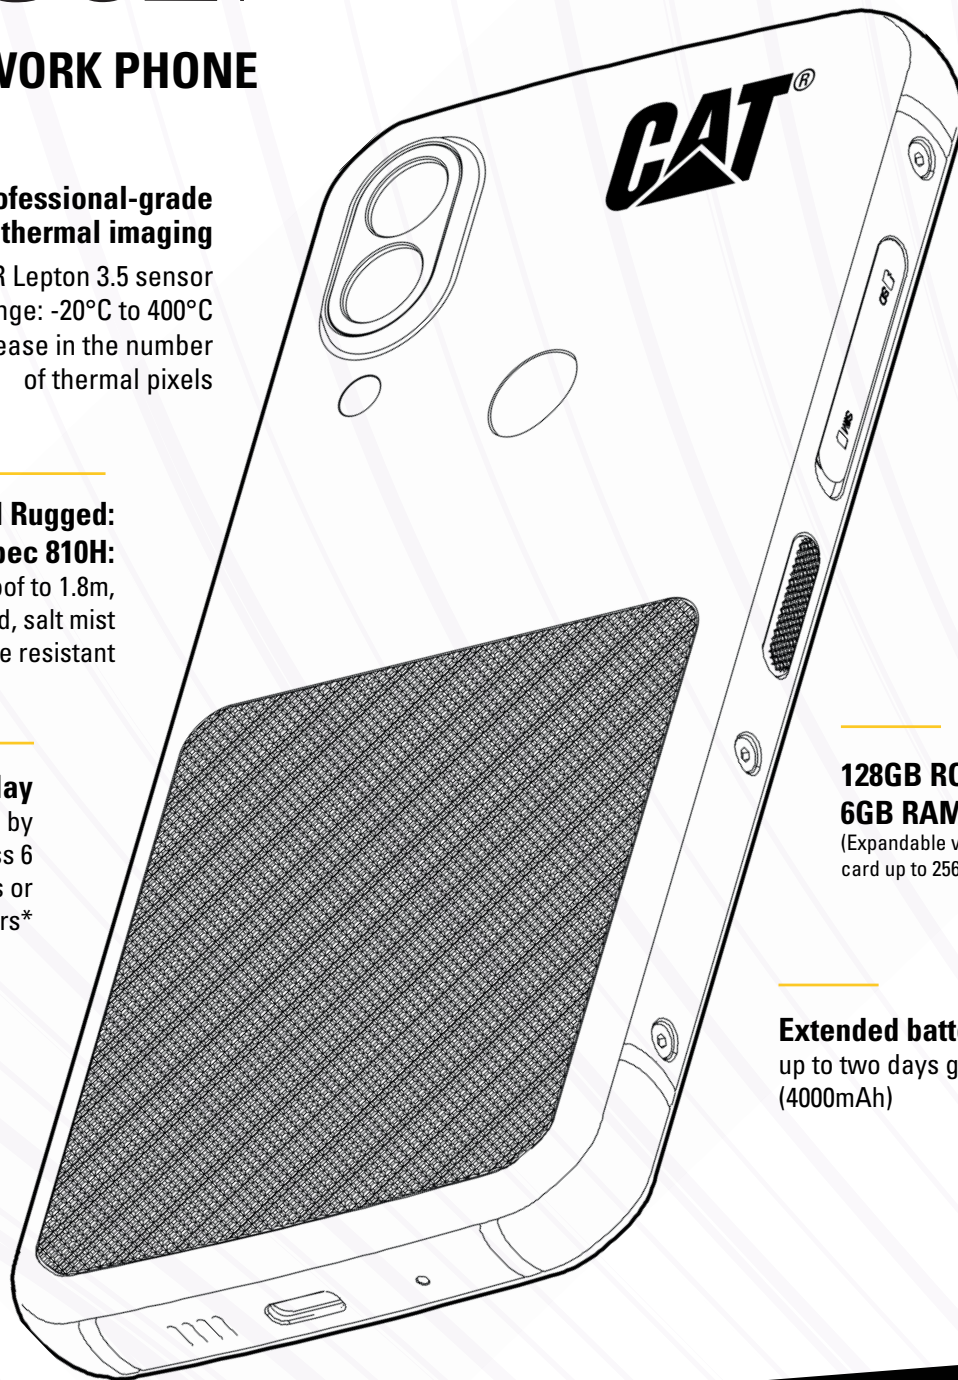 WORK PHONE
CAT®
ofessional-grade
thermal imaging
R Lepton 3.5 sensor
nge: -20°C to 400°C
ease in the number
of thermal pixels
SD
SIM
l Rugged:
pec 810H:
oof to 1.8m,
d, salt mist
e resistant
lay
by
ss 6
s or
rs*
128GB RO
6GB RAM
(Expandable v
card up to 256
Extended batt
up to two days g
(4000mAh)